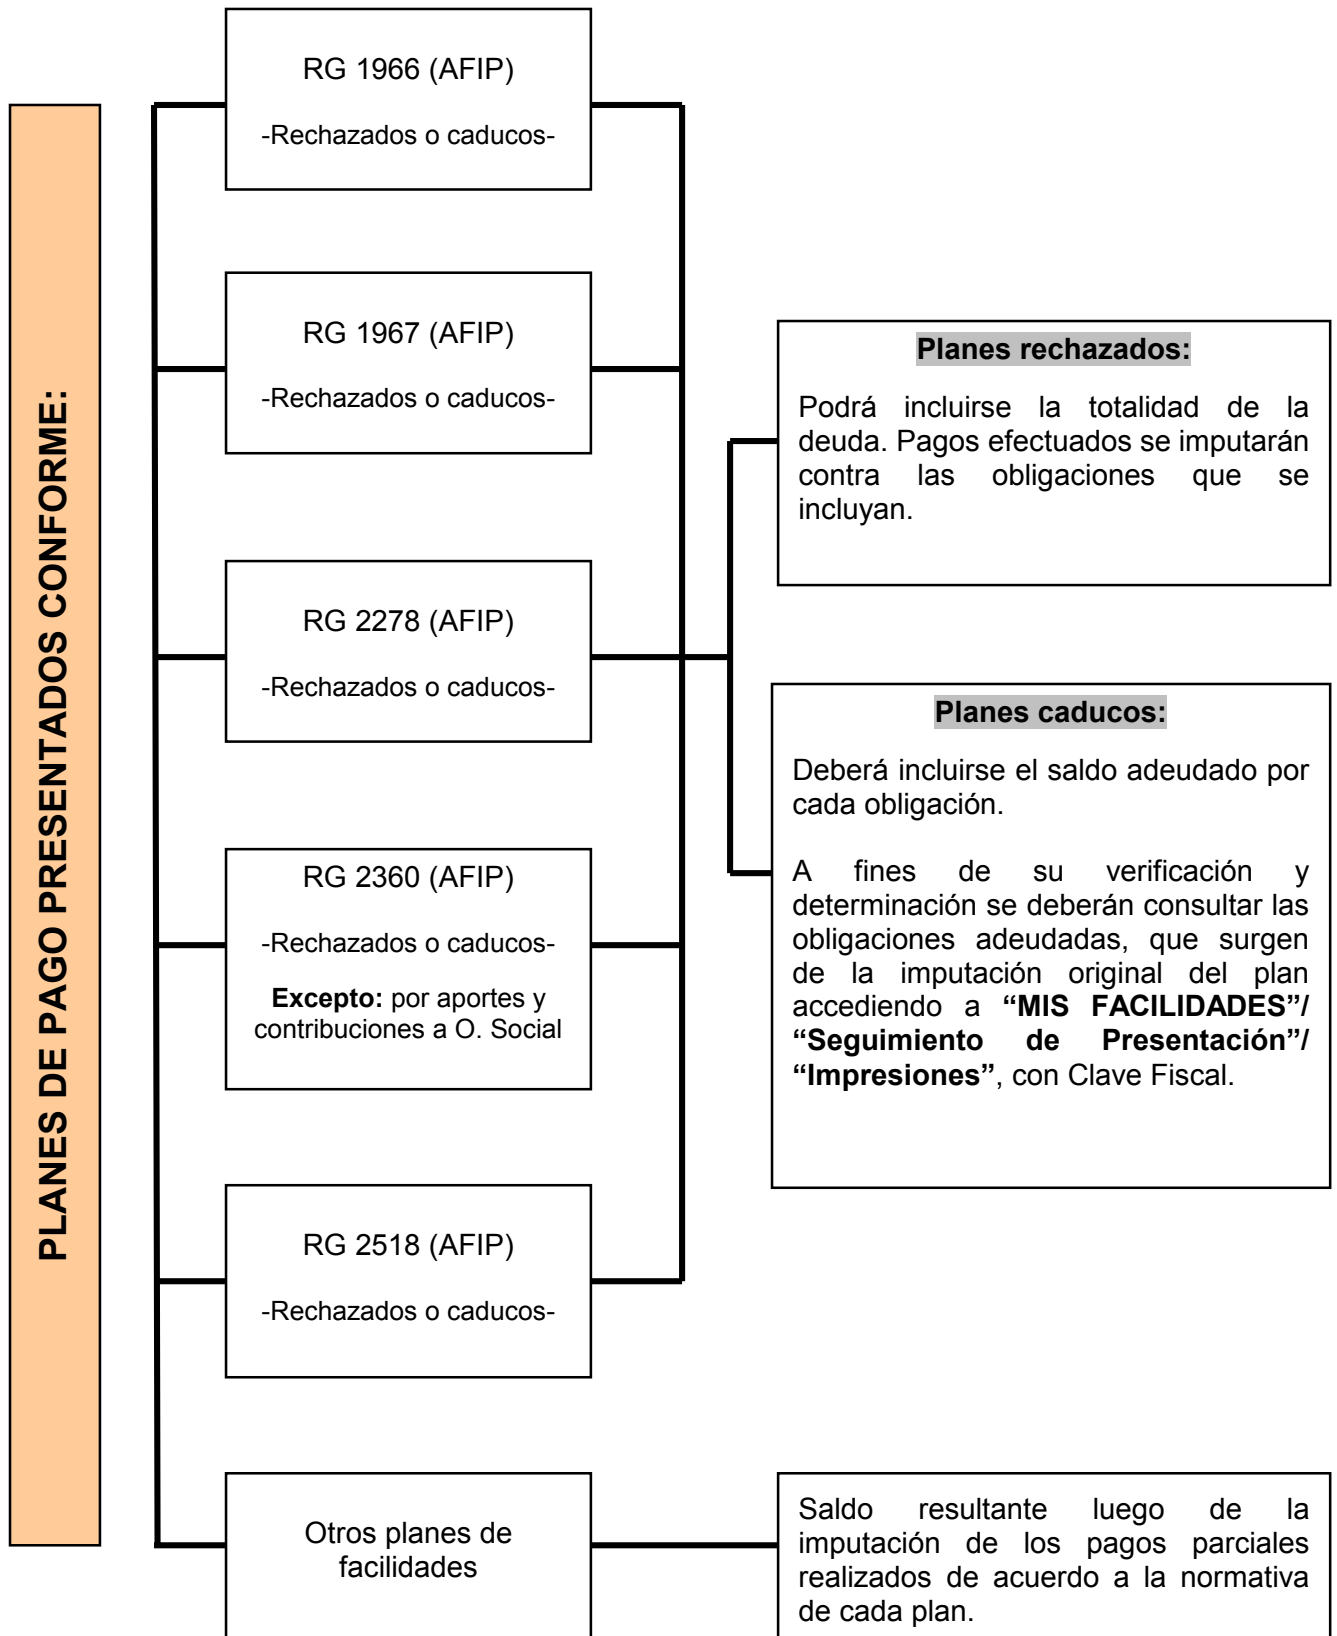 PLANES DE PAGO PRESENTADOS CONFORME:
RG 1966 (AFIP)
-Rechazados o caducos-
RG 1967 (AFIP)
-Rechazados o caducos-
RG 2278 (AFIP)
-Rechazados o caducos-
RG 2360 (AFIP)
-Rechazados o caducos-
Excepto: por aportes y
contribuciones a O. Social
RG 2518 (AFIP)
-Rechazados o caducos-
Otros planes de
facilidades
Planes rechazados:
Podrá incluirse la totalidad de la
deuda. Pagos efectuados se imputarán
contra las obligaciones que se
incluyan.
Planes caducos:
Deberá incluirse el saldo adeudado por
cada obligación.
A fines de su verificación y
determinación se deberán consultar las
obligaciones adeudadas, que surgen
de la imputación original del plan
accediendo a “MIS FACILIDADES”/
“Seguimiento de Presentación”/
“Impresiones”, con Clave Fiscal.
Saldo resultante luego de la
imputación de los pagos parciales
realizados de acuerdo a la normativa
de cada plan.